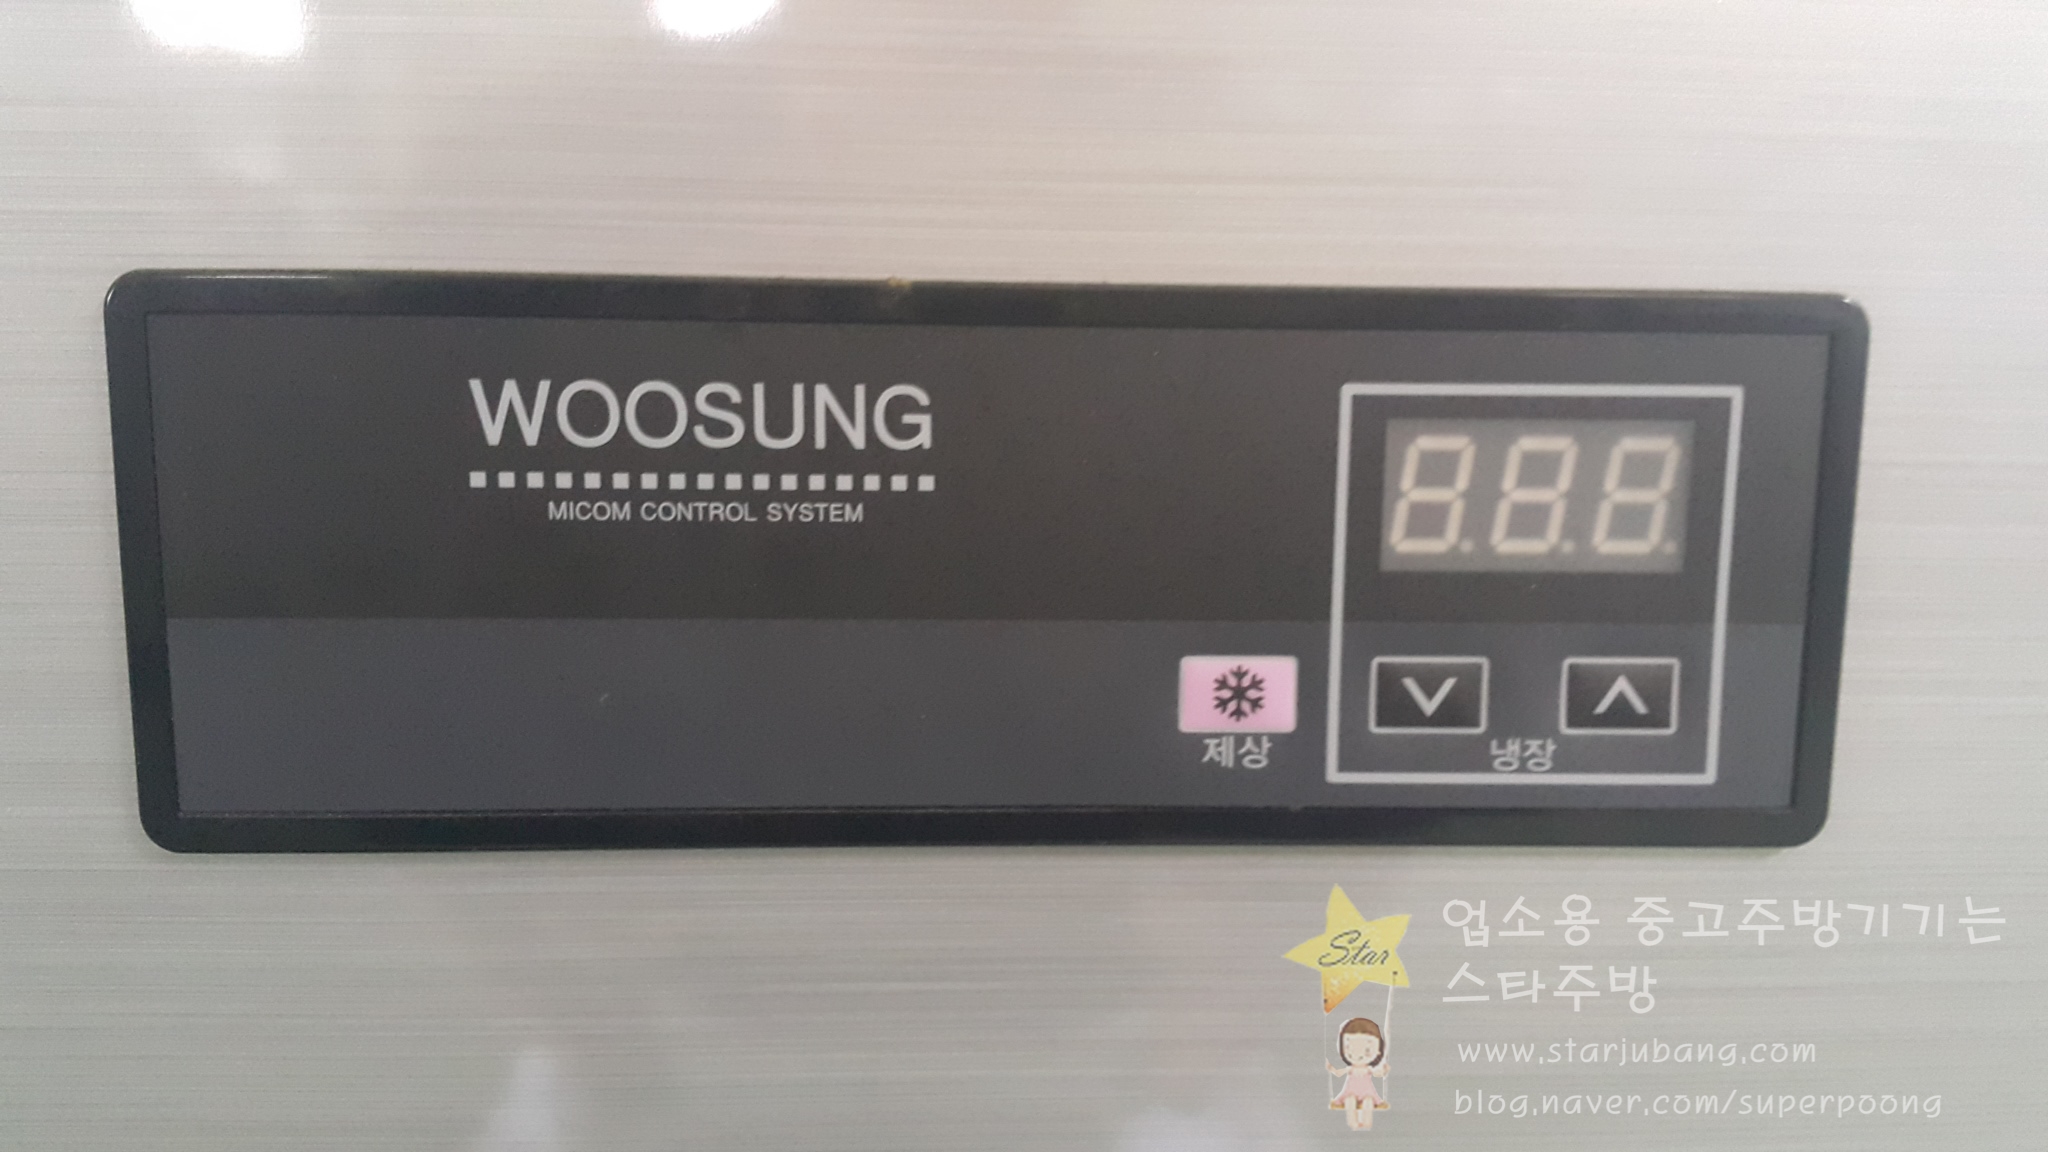 WOOSUNG
MICOM CONTROL SYSTEM
8.8.8.
제상
냉장
Star
업소용 중고주방기기는
스타주방
www.starjubang.com
blog.naver.com/superpoong